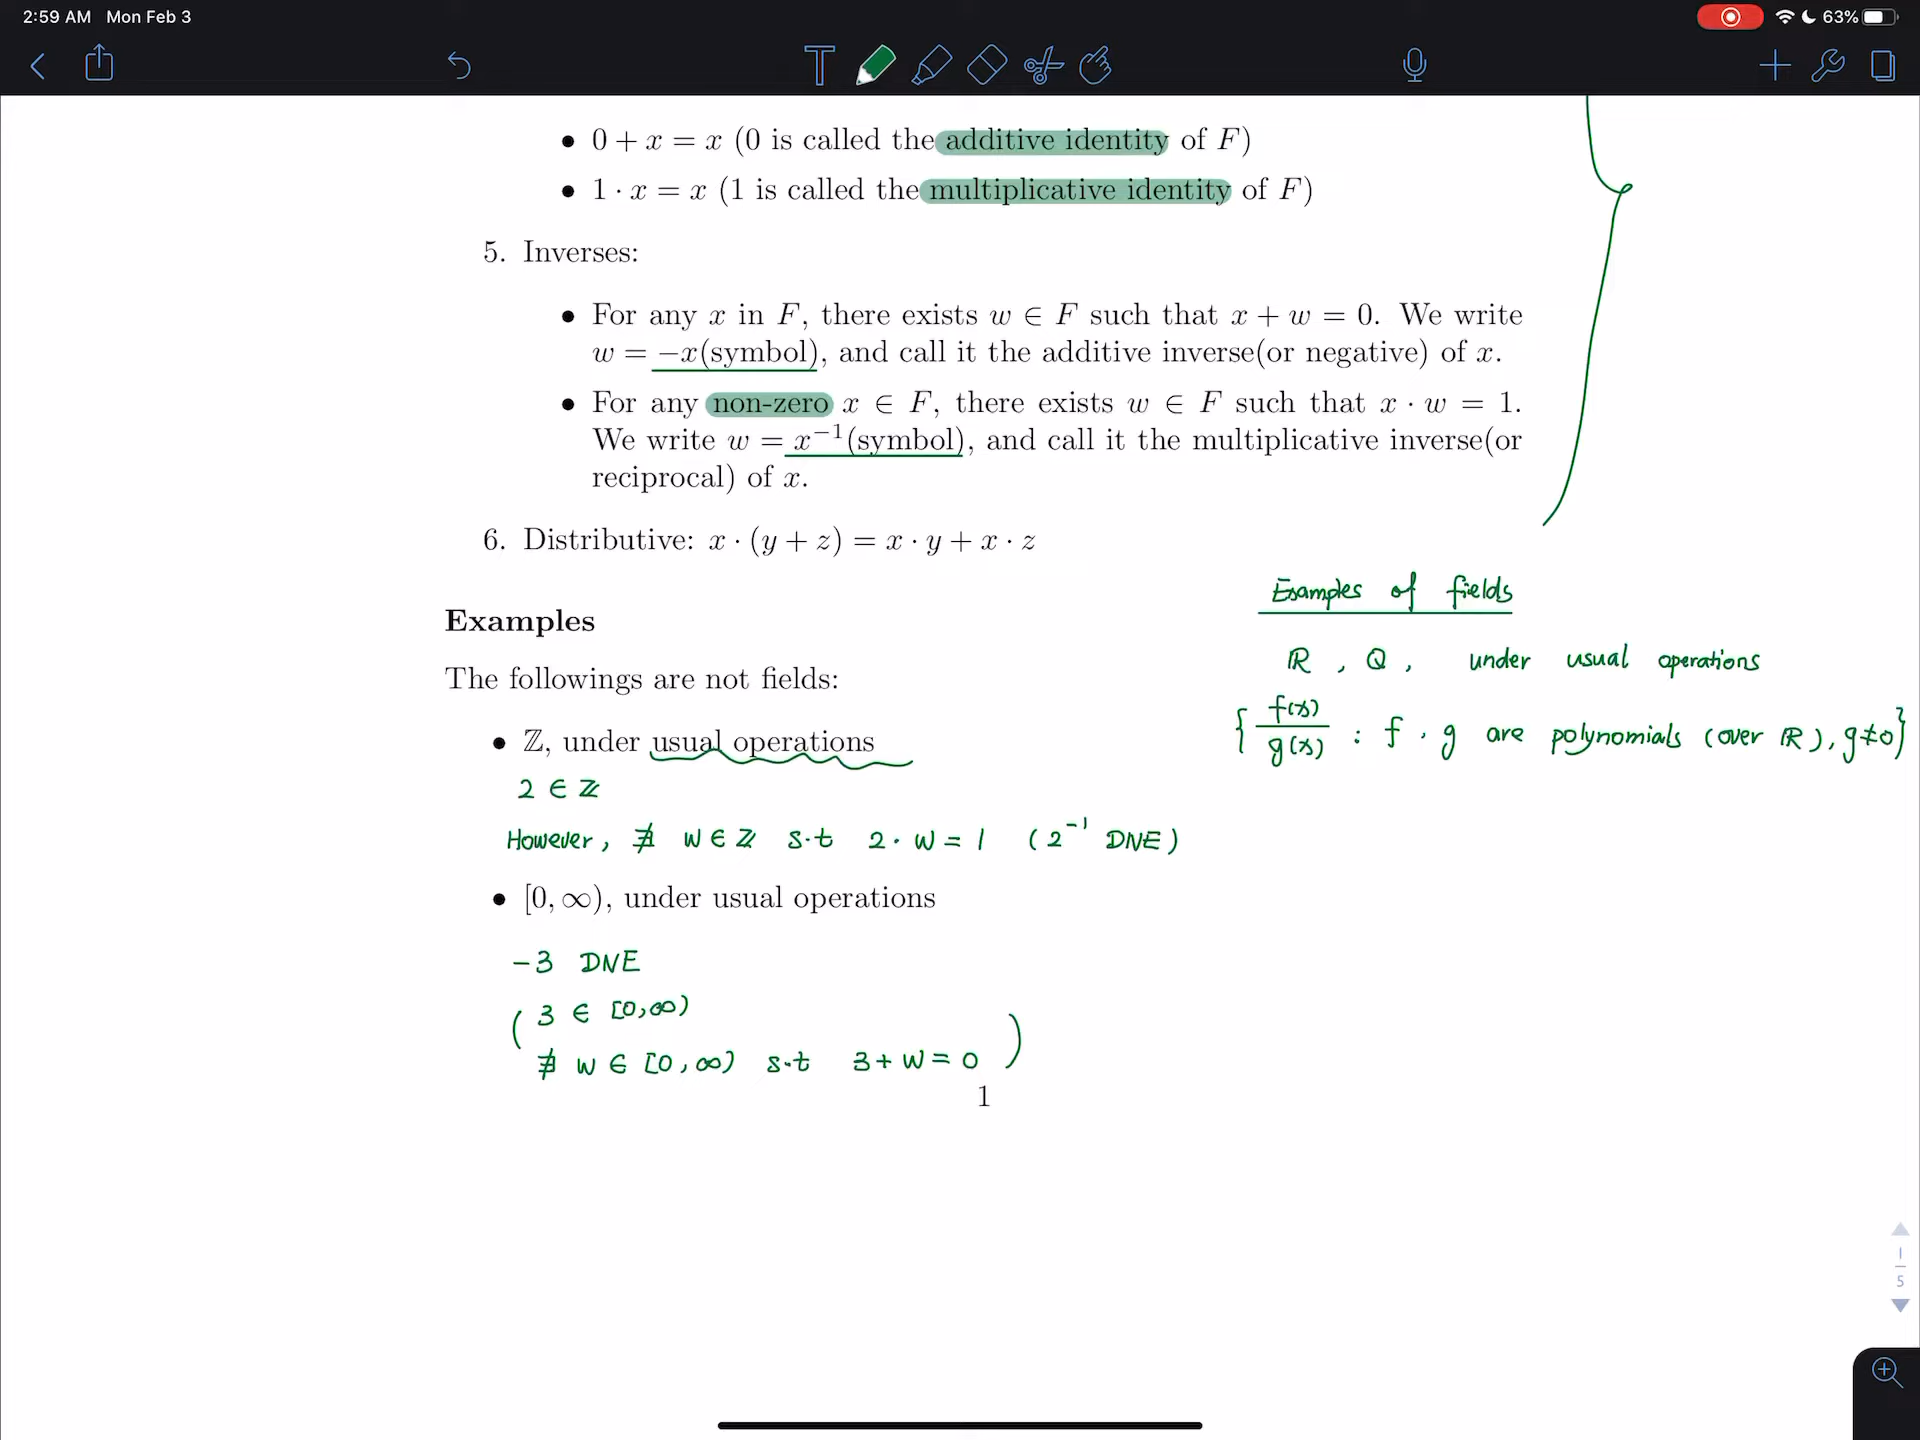 2:59 AM Mon Feb 3
63%
• 0 + x = x (0 is called the additive identity of F)
• 1 · x = x (1 is called the multiplicative identity of F)
5. Inverses:
• For any x in F, there exists w ∈ F such that x + w = 0. We write
w = −x(symbol), and call it the additive inverse(or negative) of x.
• For any non-zero x ∈ F, there exists w ∈ F such that x · w = 1.
We write w = x⁻¹(symbol), and call it the multiplicative inverse(or
reciprocal) of x.
6. Distributive: x · (y + z) = x · y + x · z
Examples of fields
ℝ , ℚ , under usual operations
{ f(x)/g(x) : f , g are polynomials (over ℝ), g≠0}
Examples
The followings are not fields:
• ℤ, under usual operations
2 ∈ ℤ
However, ∄ w ∈ ℤ s.t 2 · w = 1 (2⁻¹ DNE)
• [0, ∞), under usual operations
−3 DNE
( 3 ∈ [0,∞)
∄ w ∈ [0, ∞) s.t 3 + w = 0 )
1
1
5